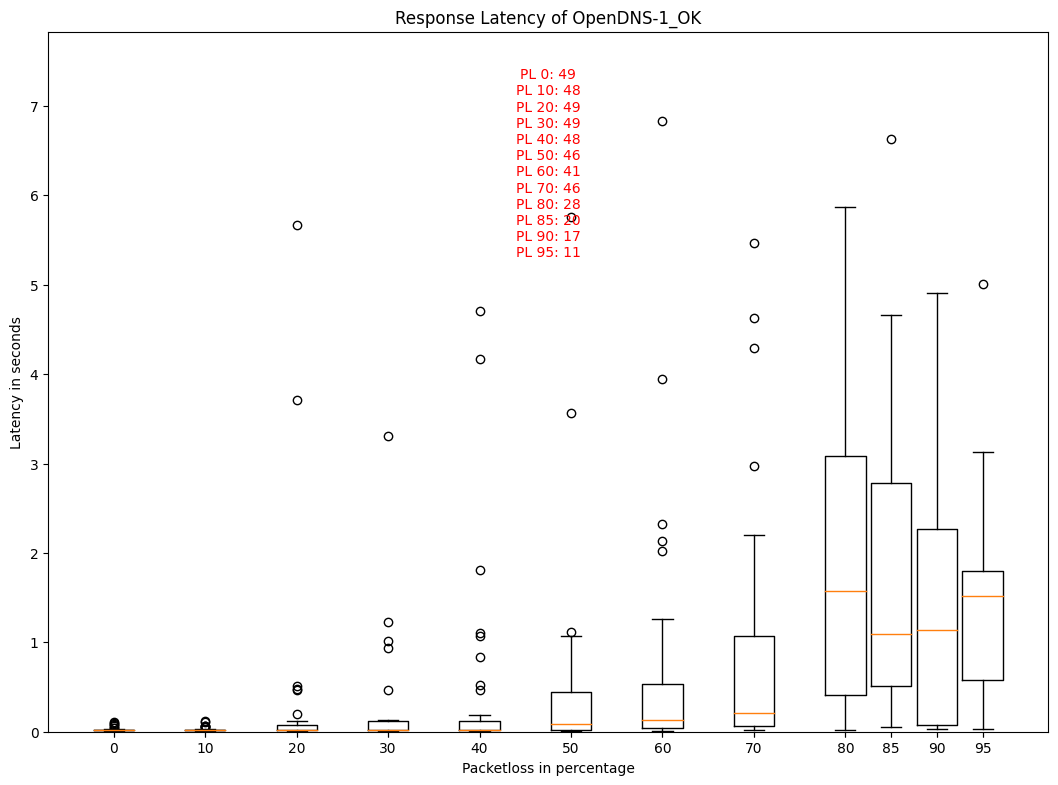 Response Latency of OpenDNS-1_OK
PL 0: 49
PL 10: 48
PL 20: 49
PL 30: 49
PL 40: 48
PL 50: 46
PL 60: 41
PL 70: 46
PL 80: 28
PL 85: 20
PL 90: 17
PL 95: 11
Latency in seconds
7
6
5
4
3
2
1
0
0 10 20 30 40 50 60 70 80 85 90 95
Packetloss in percentage